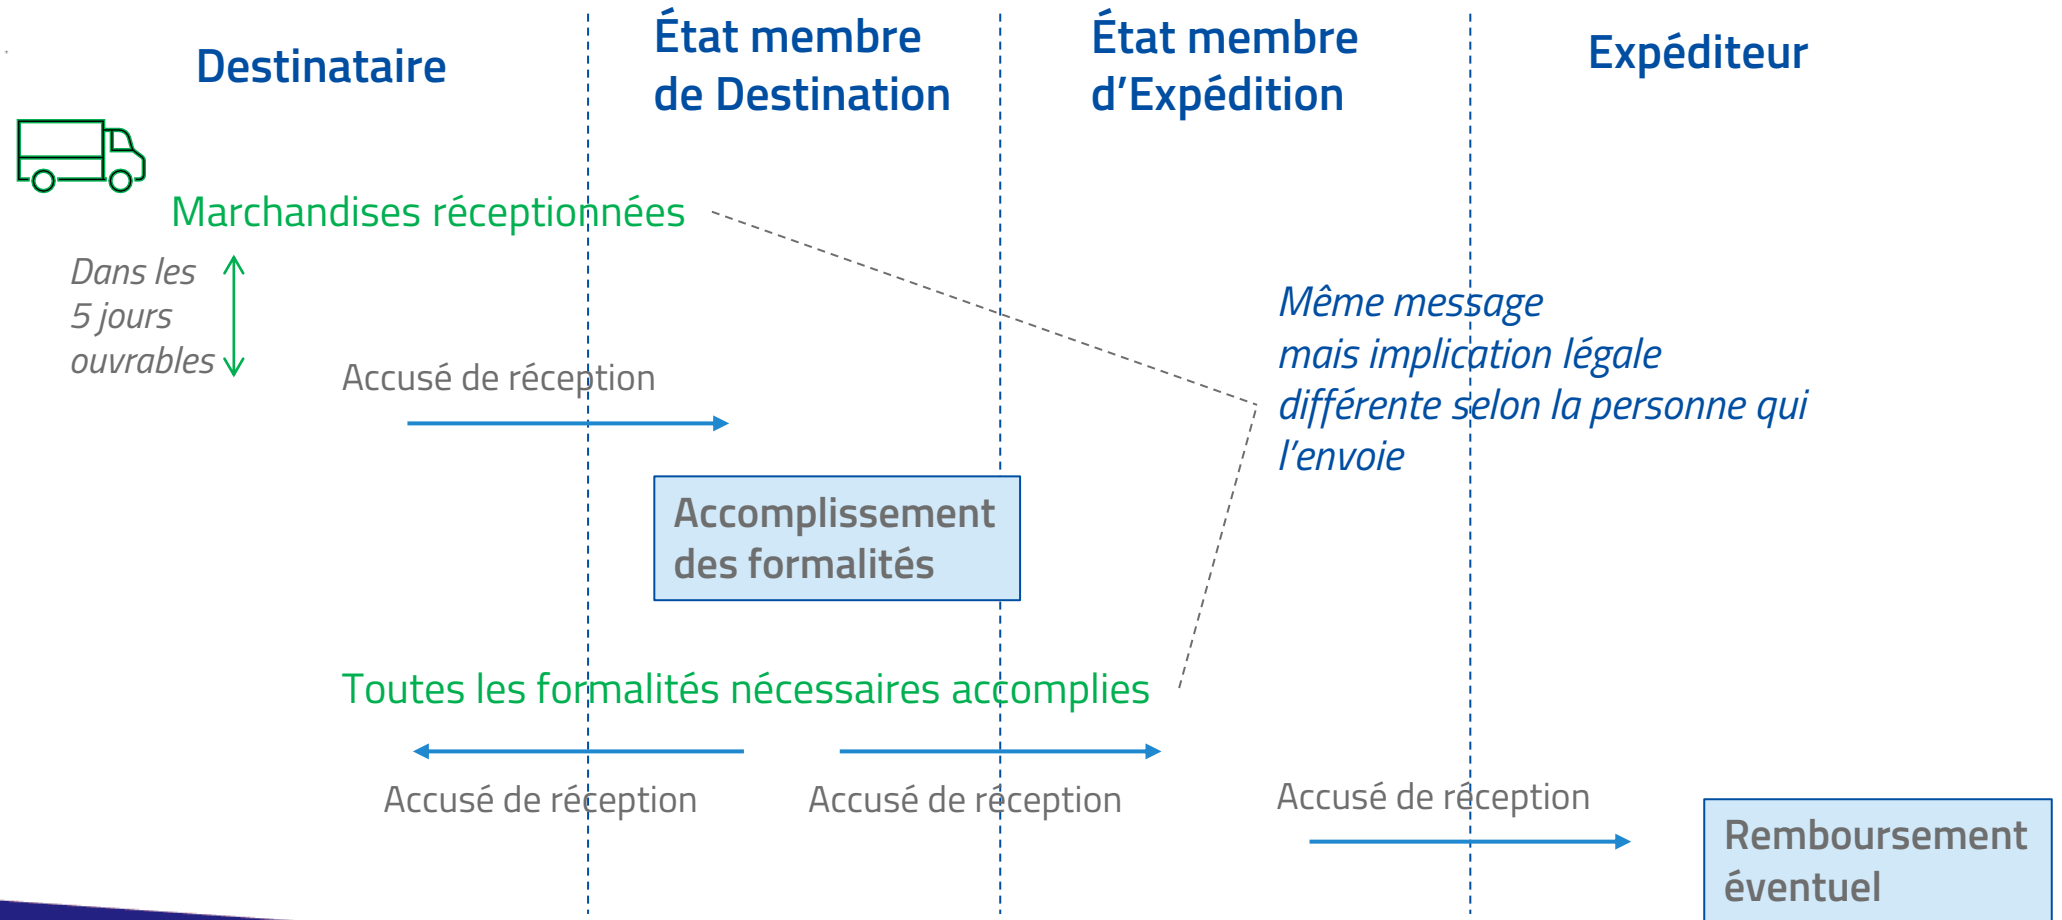 Destinataire
État membre
de Destination
État membre
d’Expédition
Expéditeur
Marchandises réceptionnées
Dans les
5 jours
ouvrables
Accusé de réception
Même message
mais implication légale
différente selon la personne qui
l’envoie
Accomplissement
des formalités
Toutes les formalités nécessaires accomplies
Accusé de réception
Accusé de réception
Accusé de réception
Remboursement
éventuel